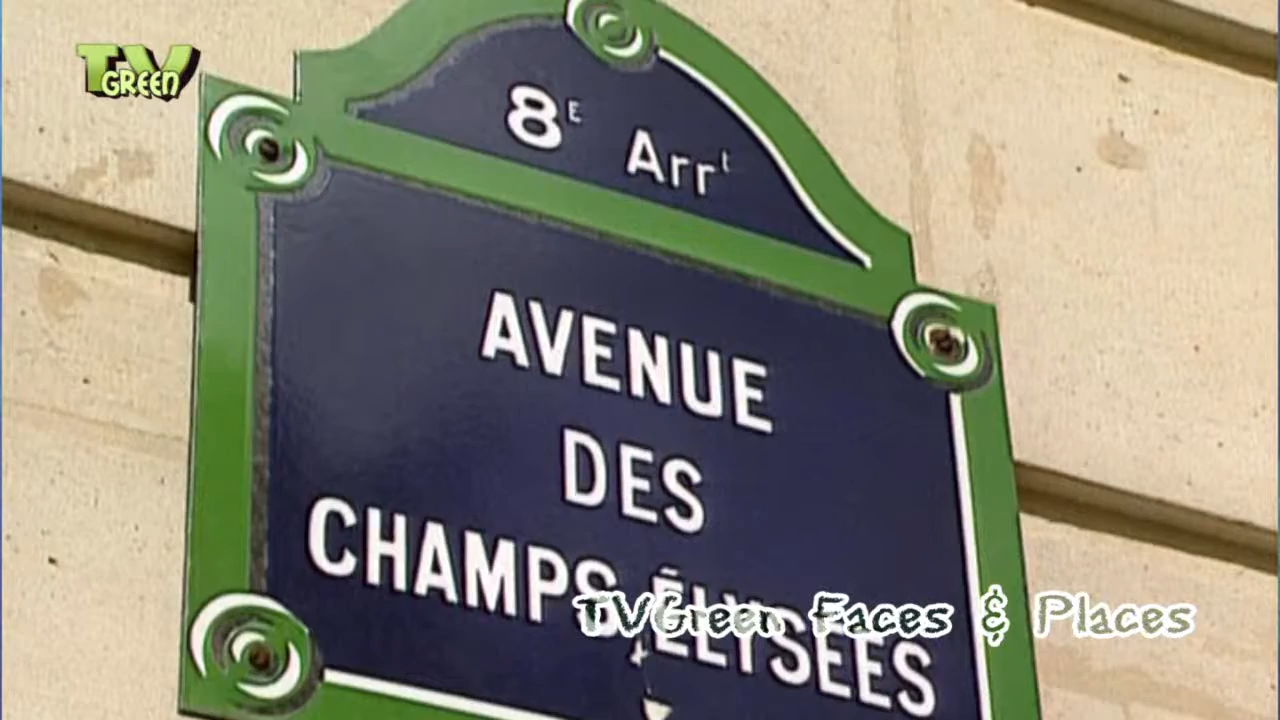 TV
GREEN
8E Arrt
AVENUE
DES
CHAMPS ÉLYSÉES
TVGreen Faces & Places